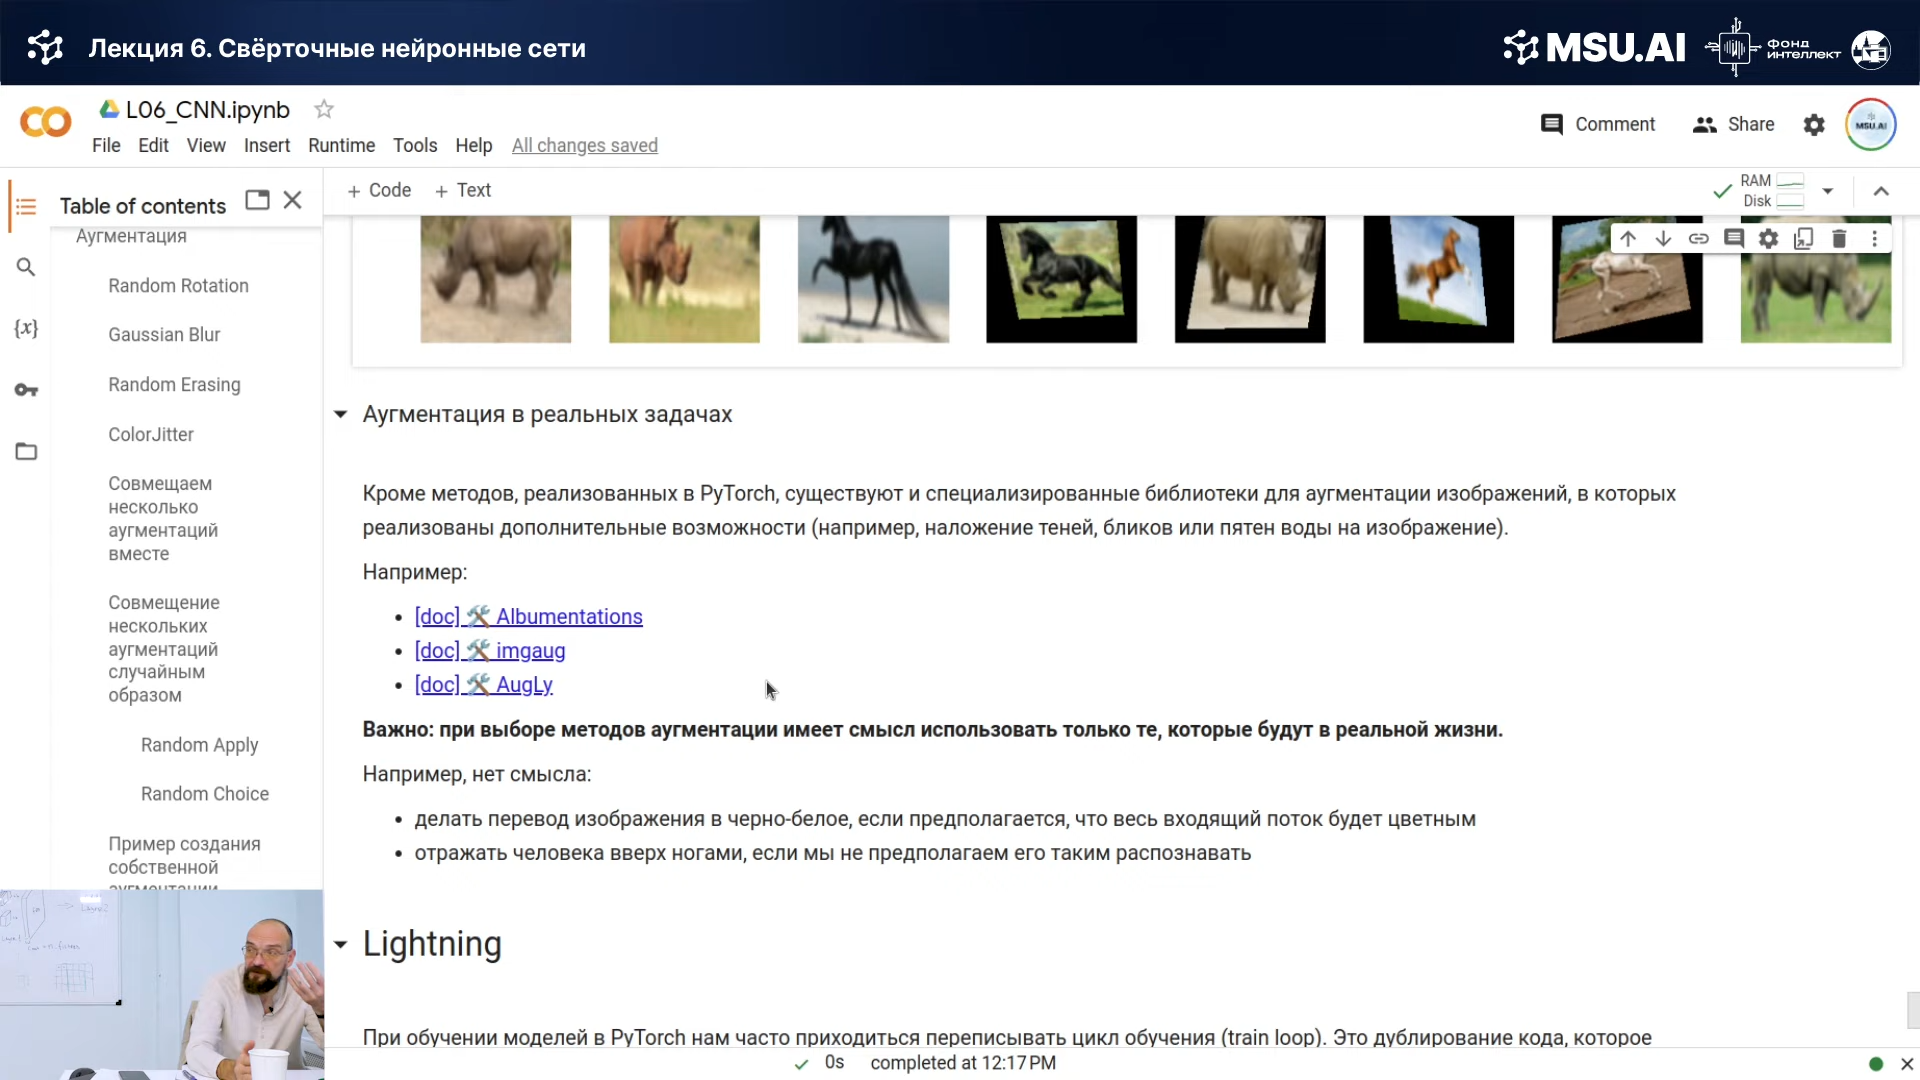 Лекция 6. Свёрточные нейронные сети
MSU.AI
ФОНД
ИНТЕЛЛЕКТ
L06_CNN.ipynb
Comment
Share
MSU.AI
File Edit View Insert Runtime Tools Help All changes saved
Table of contents
+ Code + Text
RAM
Disk
Аугментация
Random Rotation
Gaussian Blur
Random Erasing
ColorJitter
Совмещаем
несколько
аугментаций
вместе
Совмещение
нескольких
аугментаций
случайным
образом
Random Apply
Random Choice
Пример создания
собственной
аугментации
{x}
Аугментация в реальных задачах
Кроме методов, реализованных в PyTorch, существуют и специализированные библиотеки для аугментации изображений, в которых
реализованы дополнительные возможности (например, наложение теней, бликов или пятен воды на изображение).
Например:
• [doc] 🛠️ Albumentations
• [doc] 🛠️ imgaug
• [doc] 🛠️ AugLy
Важно: при выборе методов аугментации имеет смысл использовать только те, которые будут в реальной жизни.
Например, нет смысла:
• делать перевод изображения в черно-белое, если предполагается, что весь входящий поток будет цветным
• отражать человека вверх ногами, если мы не предполагаем его таким распознавать
Lightning
При обучении моделей в PyTorch нам часто приходиться переписывать цикл обучения (train loop). Это дублирование кода, которое
0s completed at 12:17 PM